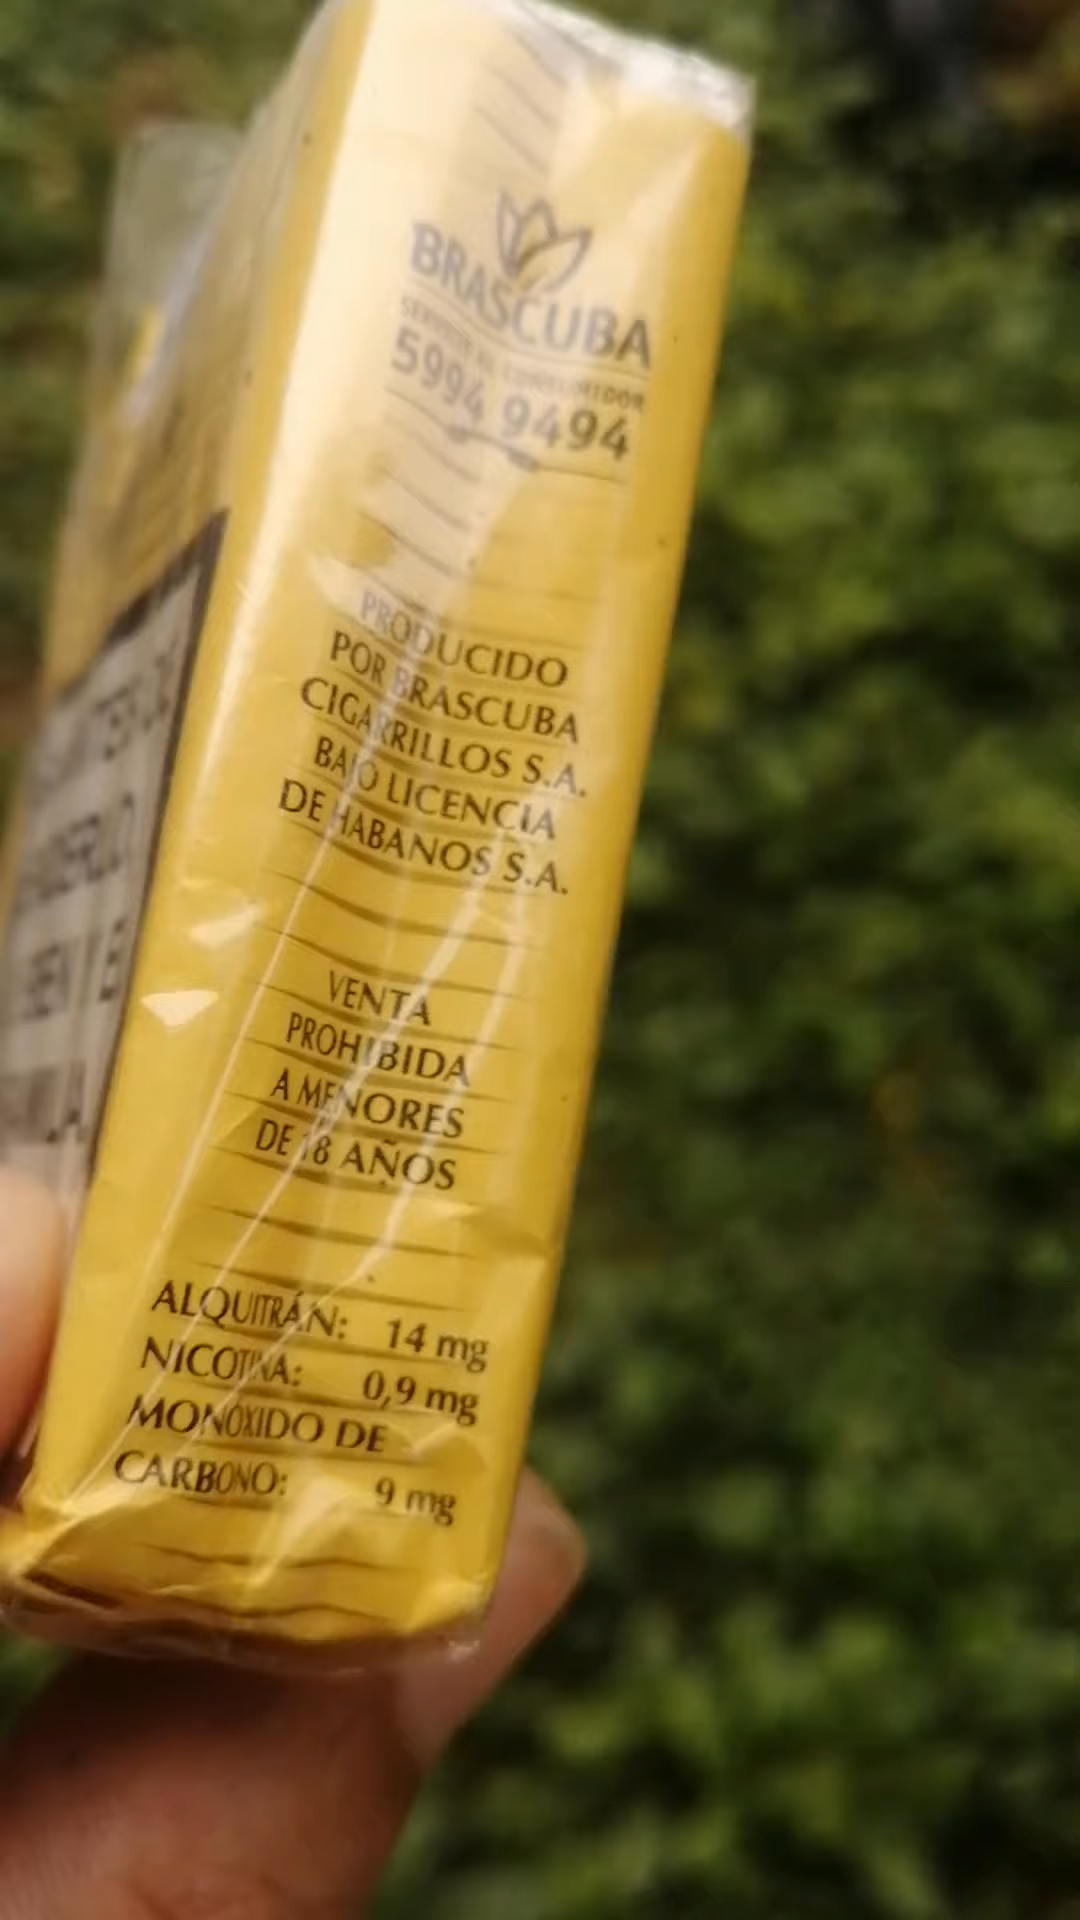 BRASCUBA
SERVICIO AL CONSUMIDOR
5994 9494
PRODUCIDO
POR BRASCUBA
CIGARRILLOS S.A.
BAJO LICENCIA
DE HABANOS S.A.
VENTA
PROHIBIDA
A MENORES
DE 18 AÑOS
ALQUITRÁN: 14 mg
NICOTINA: 0,9 mg
MONÓXIDO DE
CARBONO: 9 mg